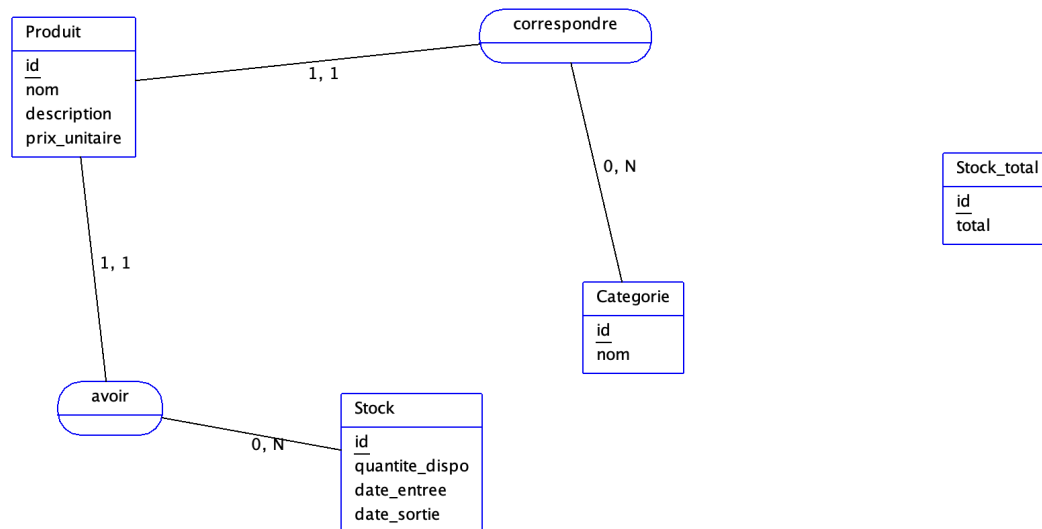 Produit
id
nom
description
prix_unitaire
correspondre
1, 1
0, N
Stock_total
id
total
1, 1
Categorie
id
nom
avoir
0, N
Stock
id
quantite_dispo
date_entree
date_sortie